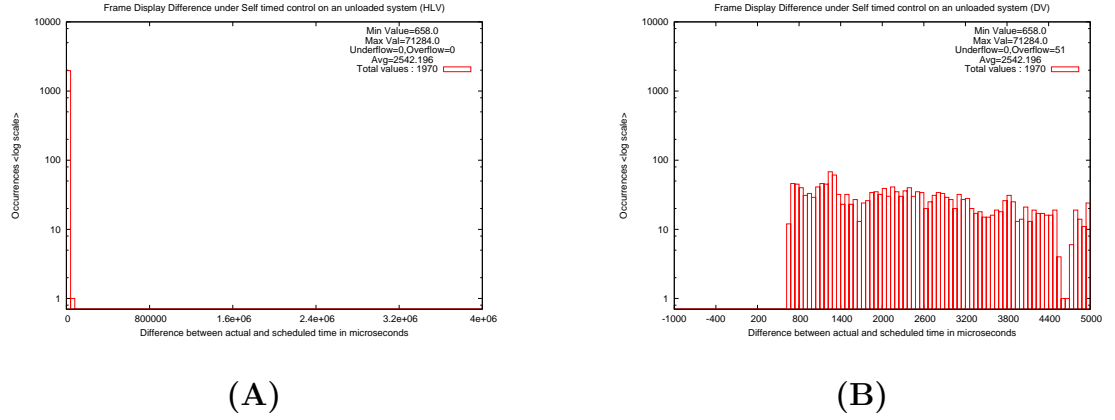 Frame Display Difference under Self timed control on an unloaded system (HLV)
Min Value=658.0
Max Val=71284.0
Underflow=0,Overflow=0
Avg=2542.196
Total values : 1970
Occurrences <log scale>
10000
1000
100
10
1
0 800000 1.6e+06 2.4e+06 3.2e+06 4e+06
Difference between actual and scheduled time in microseconds
(A)
Frame Display Difference under Self timed control on an unloaded system (DV)
Min Value=658.0
Max Val=71284.0
Underflow=0,Overflow=51
Avg=2542.196
Total values : 1970
Occurrences <log scale>
10000
1000
100
10
1
-1000 -400 200 800 1400 2000 2600 3200 3800 4400 5000
Difference between actual and scheduled time in microseconds
(B)